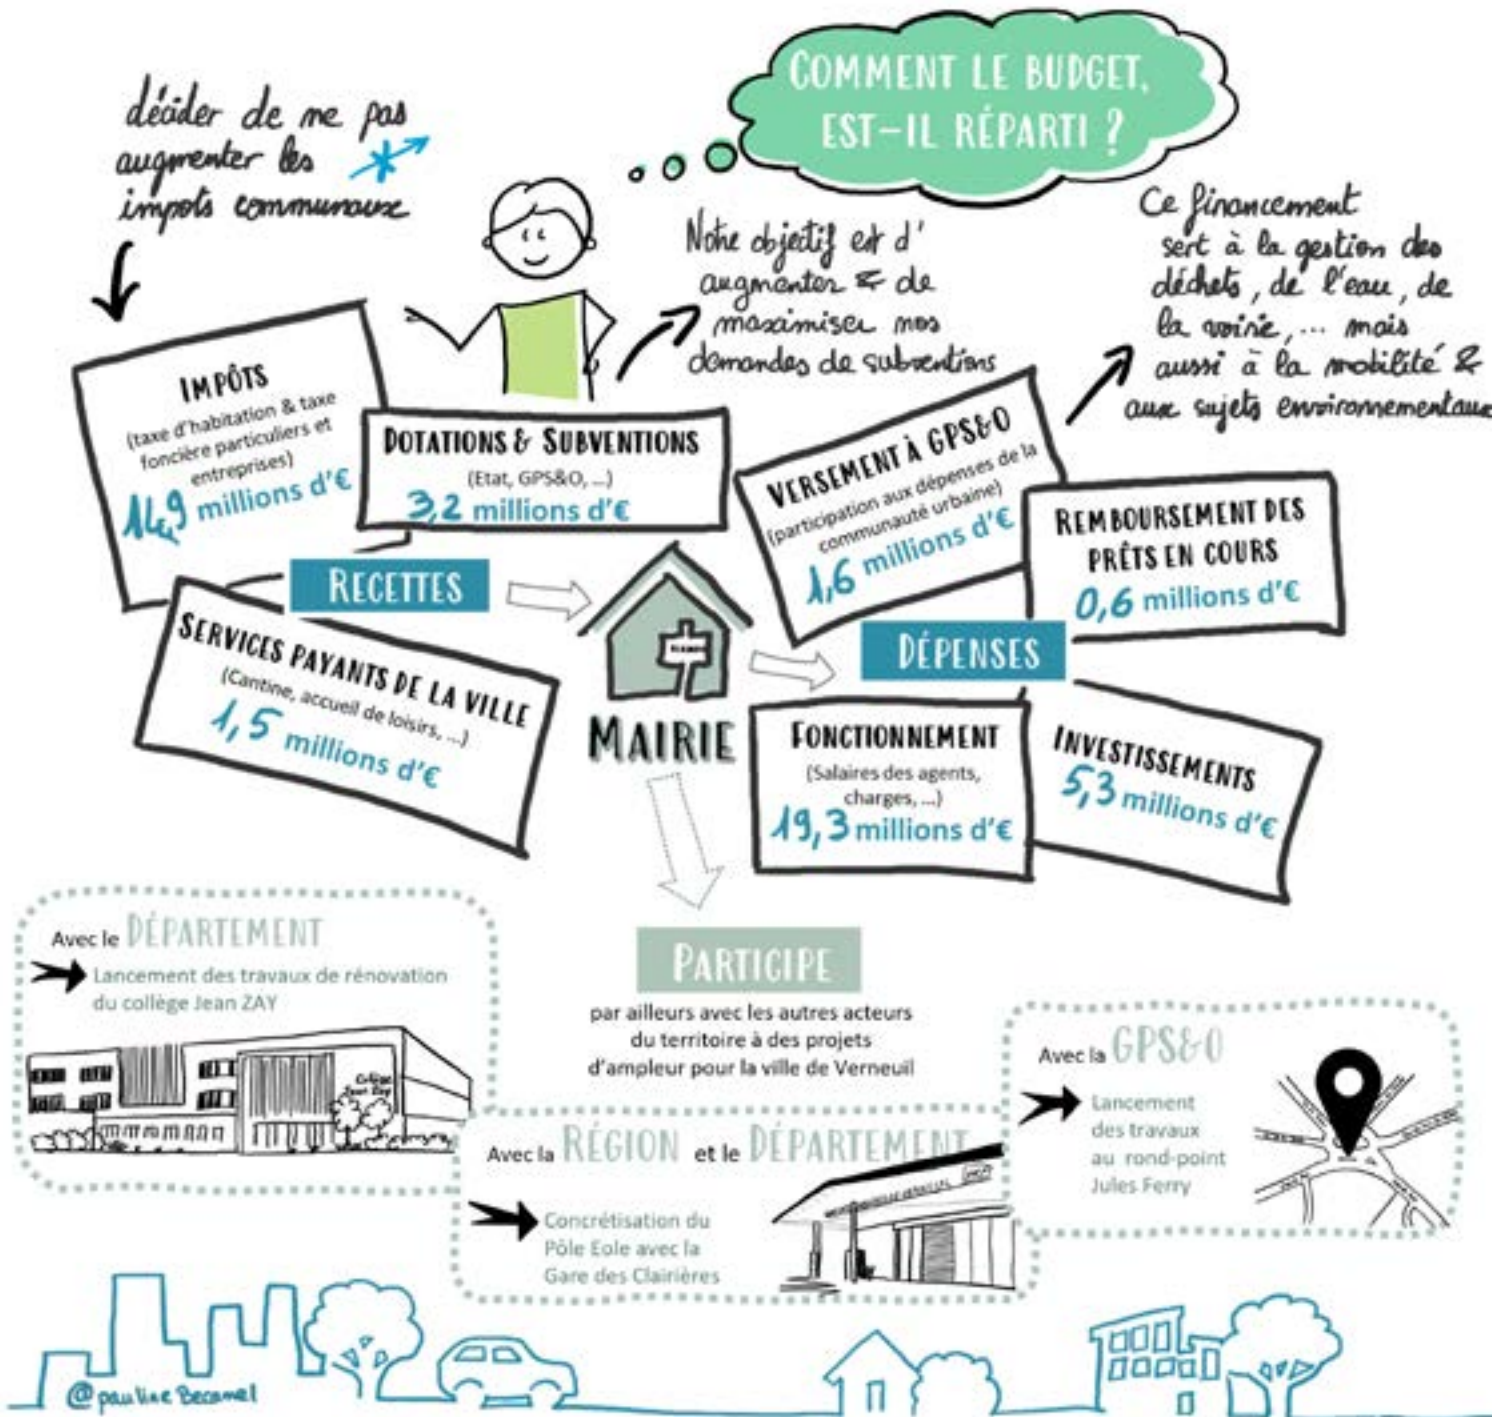 COMMENT LE BUDGET,
EST-IL RÉPARTI ?
décider de ne pas
augmenter les
impots communaux
Notre objectif est d'
augmenter & de
maximiser nos
demandes de subventions
Ce financement
sert à la gestion des
déchets, de l'eau, de
la voirie, ... mais
aussi à la mobilité &
aux sujets environnementaux
IMPÔTS
(taxe d'habitation & taxe
foncière particuliers et
entreprises)
14,9 millions d'€
DOTATIONS & SUBVENTIONS
(Etat, GPS&O, ...)
3,2 millions d'€
VERSEMENT À GPS&O
(participation aux dépenses de la
communauté urbaine)
1,6 millions d'€
REMBOURSEMENT DES
PRÊTS EN COURS
0,6 millions d'€
RECETTES
SERVICES PAYANTS DE LA VILLE
(Cantine, accueil de loisirs, ...)
1,5 millions d'€
MAIRIE
DÉPENSES
FONCTIONNEMENT
(Salaires des agents,
charges, ...)
19,3 millions d'€
INVESTISSEMENTS
5,3 millions d'€
Avec le DÉPARTEMENT
Lancement des travaux de rénovation
du collège Jean ZAY
Collège
Jean Zay
PARTICIPE
par ailleurs avec les autres acteurs
du territoire à des projets
d'ampleur pour la ville de Verneuil
Avec la GPS&O
Lancement
des travaux
au rond-point
Jules Ferry
Avec la RÉGION et le DÉPARTEMENT
Concrétisation du
Pôle Eole avec la
Gare des Clairières
@pauline Becamel